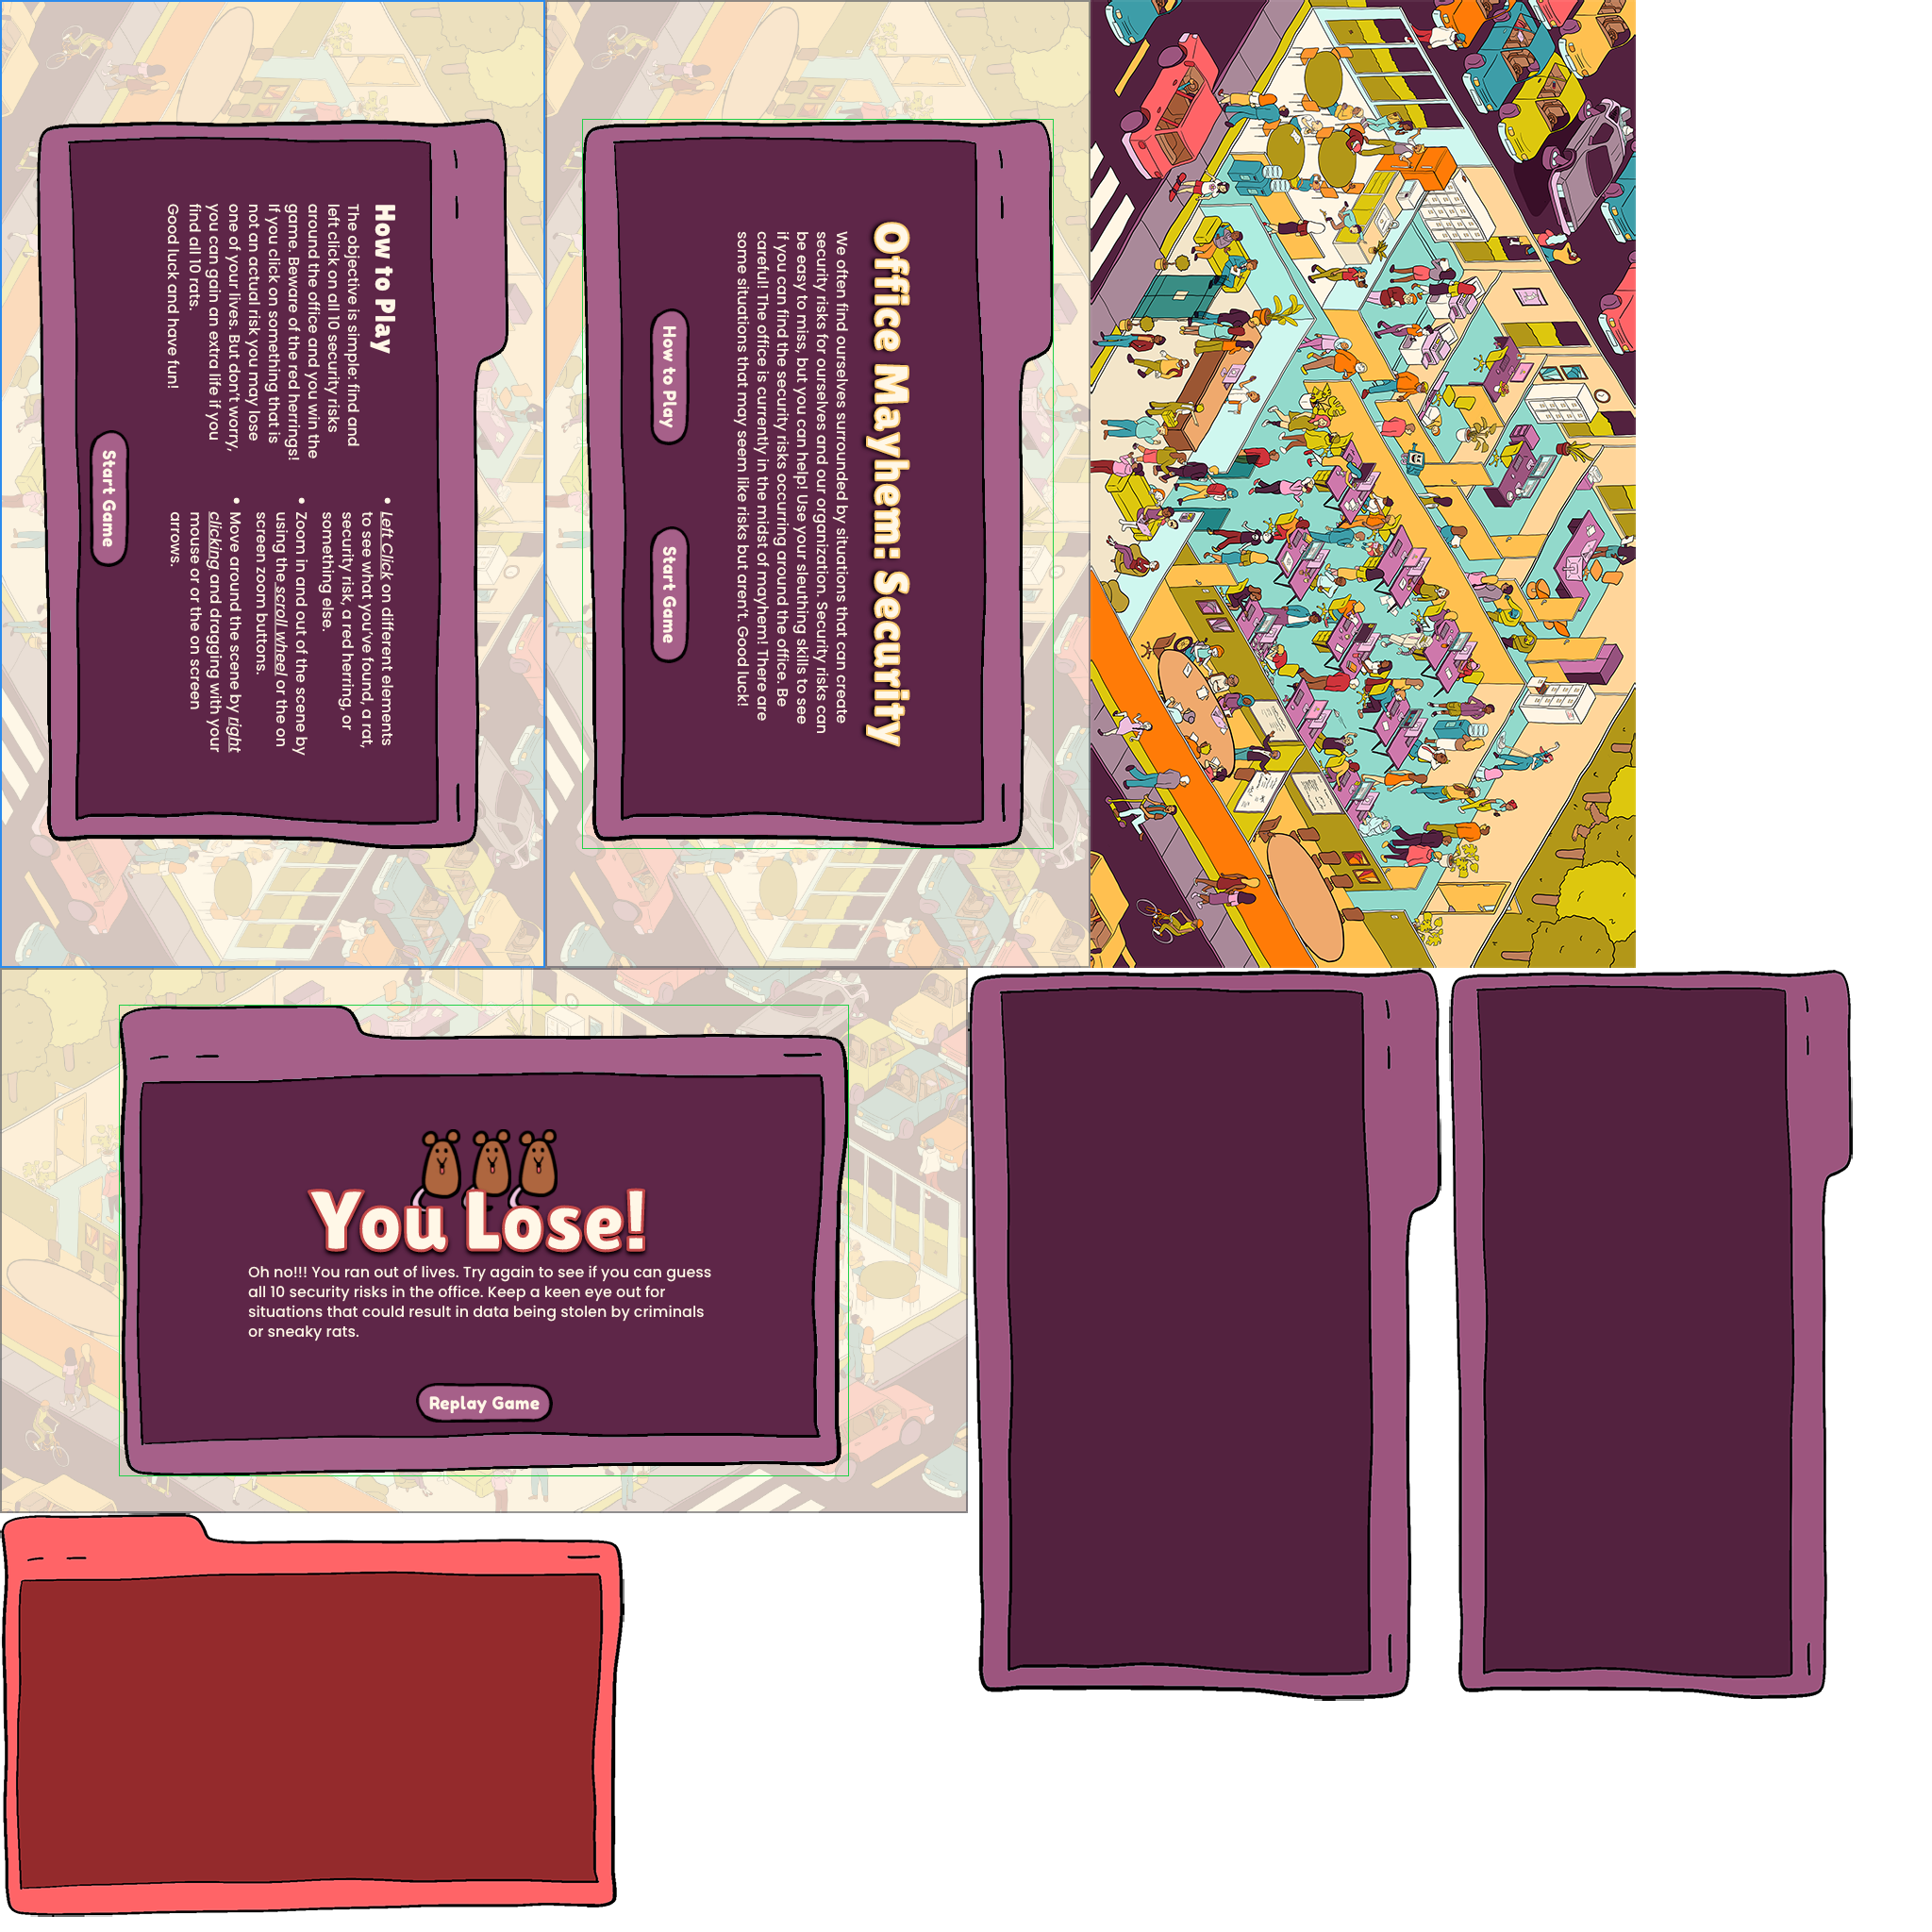 How to Play
The objective is simple: find and
left click on all 10 security risks
around the office and you win the
game. Beware of the red herrings!
If you click on something that is
not an actual risk you may lose
one of your lives. But don't worry,
you can gain an extra life if you
find all 10 rats.
Good luck and have fun!
• Left Click on different elements
to see what you've found, a rat,
security risk, a red herring, or
something else.
• Zoom in and out of the scene by
using the scroll wheel or the on
screen zoom buttons.
• Move around the scene by right
clicking and dragging with your
mouse or or the on screen
arrows.
Start Game
Office Mayhem: Security
We often find ourselves surrounded by situations that can create
security risks for ourselves and our organization. Security risks can
be easy to miss, but you can help! Use your sleuthing skills to see
if you can find the security risks occurring around the office. Be
careful! The office is currently in the midst of mayhem! There are
some situations that may seem like risks but aren't. Good luck!
How to Play
Start Game
You Lose!
Oh no!!! You ran out of lives. Try again to see if you can guess
all 10 security risks in the office. Keep a keen eye out for
situations that could result in data being stolen by criminals
or sneaky rats.
Replay Game